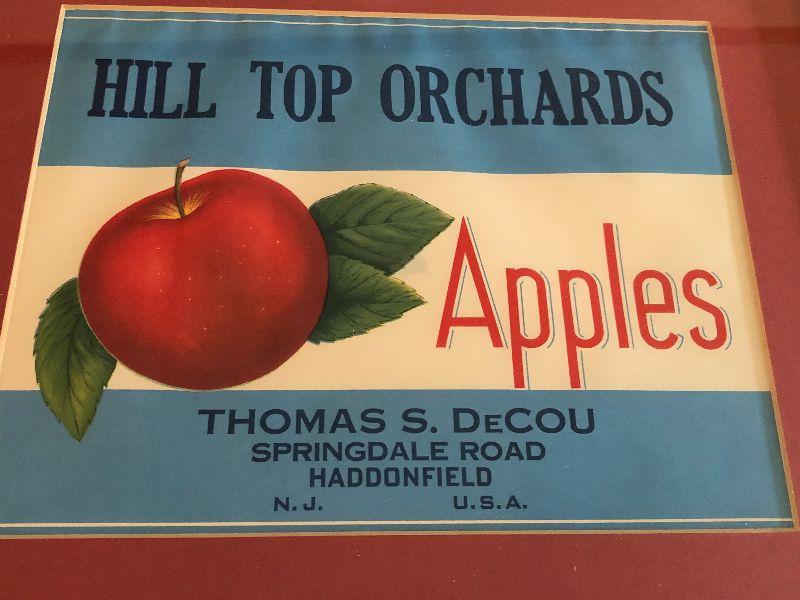 HILL TOP ORCHARDS
Apples
THOMAS S. DECOU
SPRINGDALE ROAD
HADDONFIELD
N.J. U.S.A.